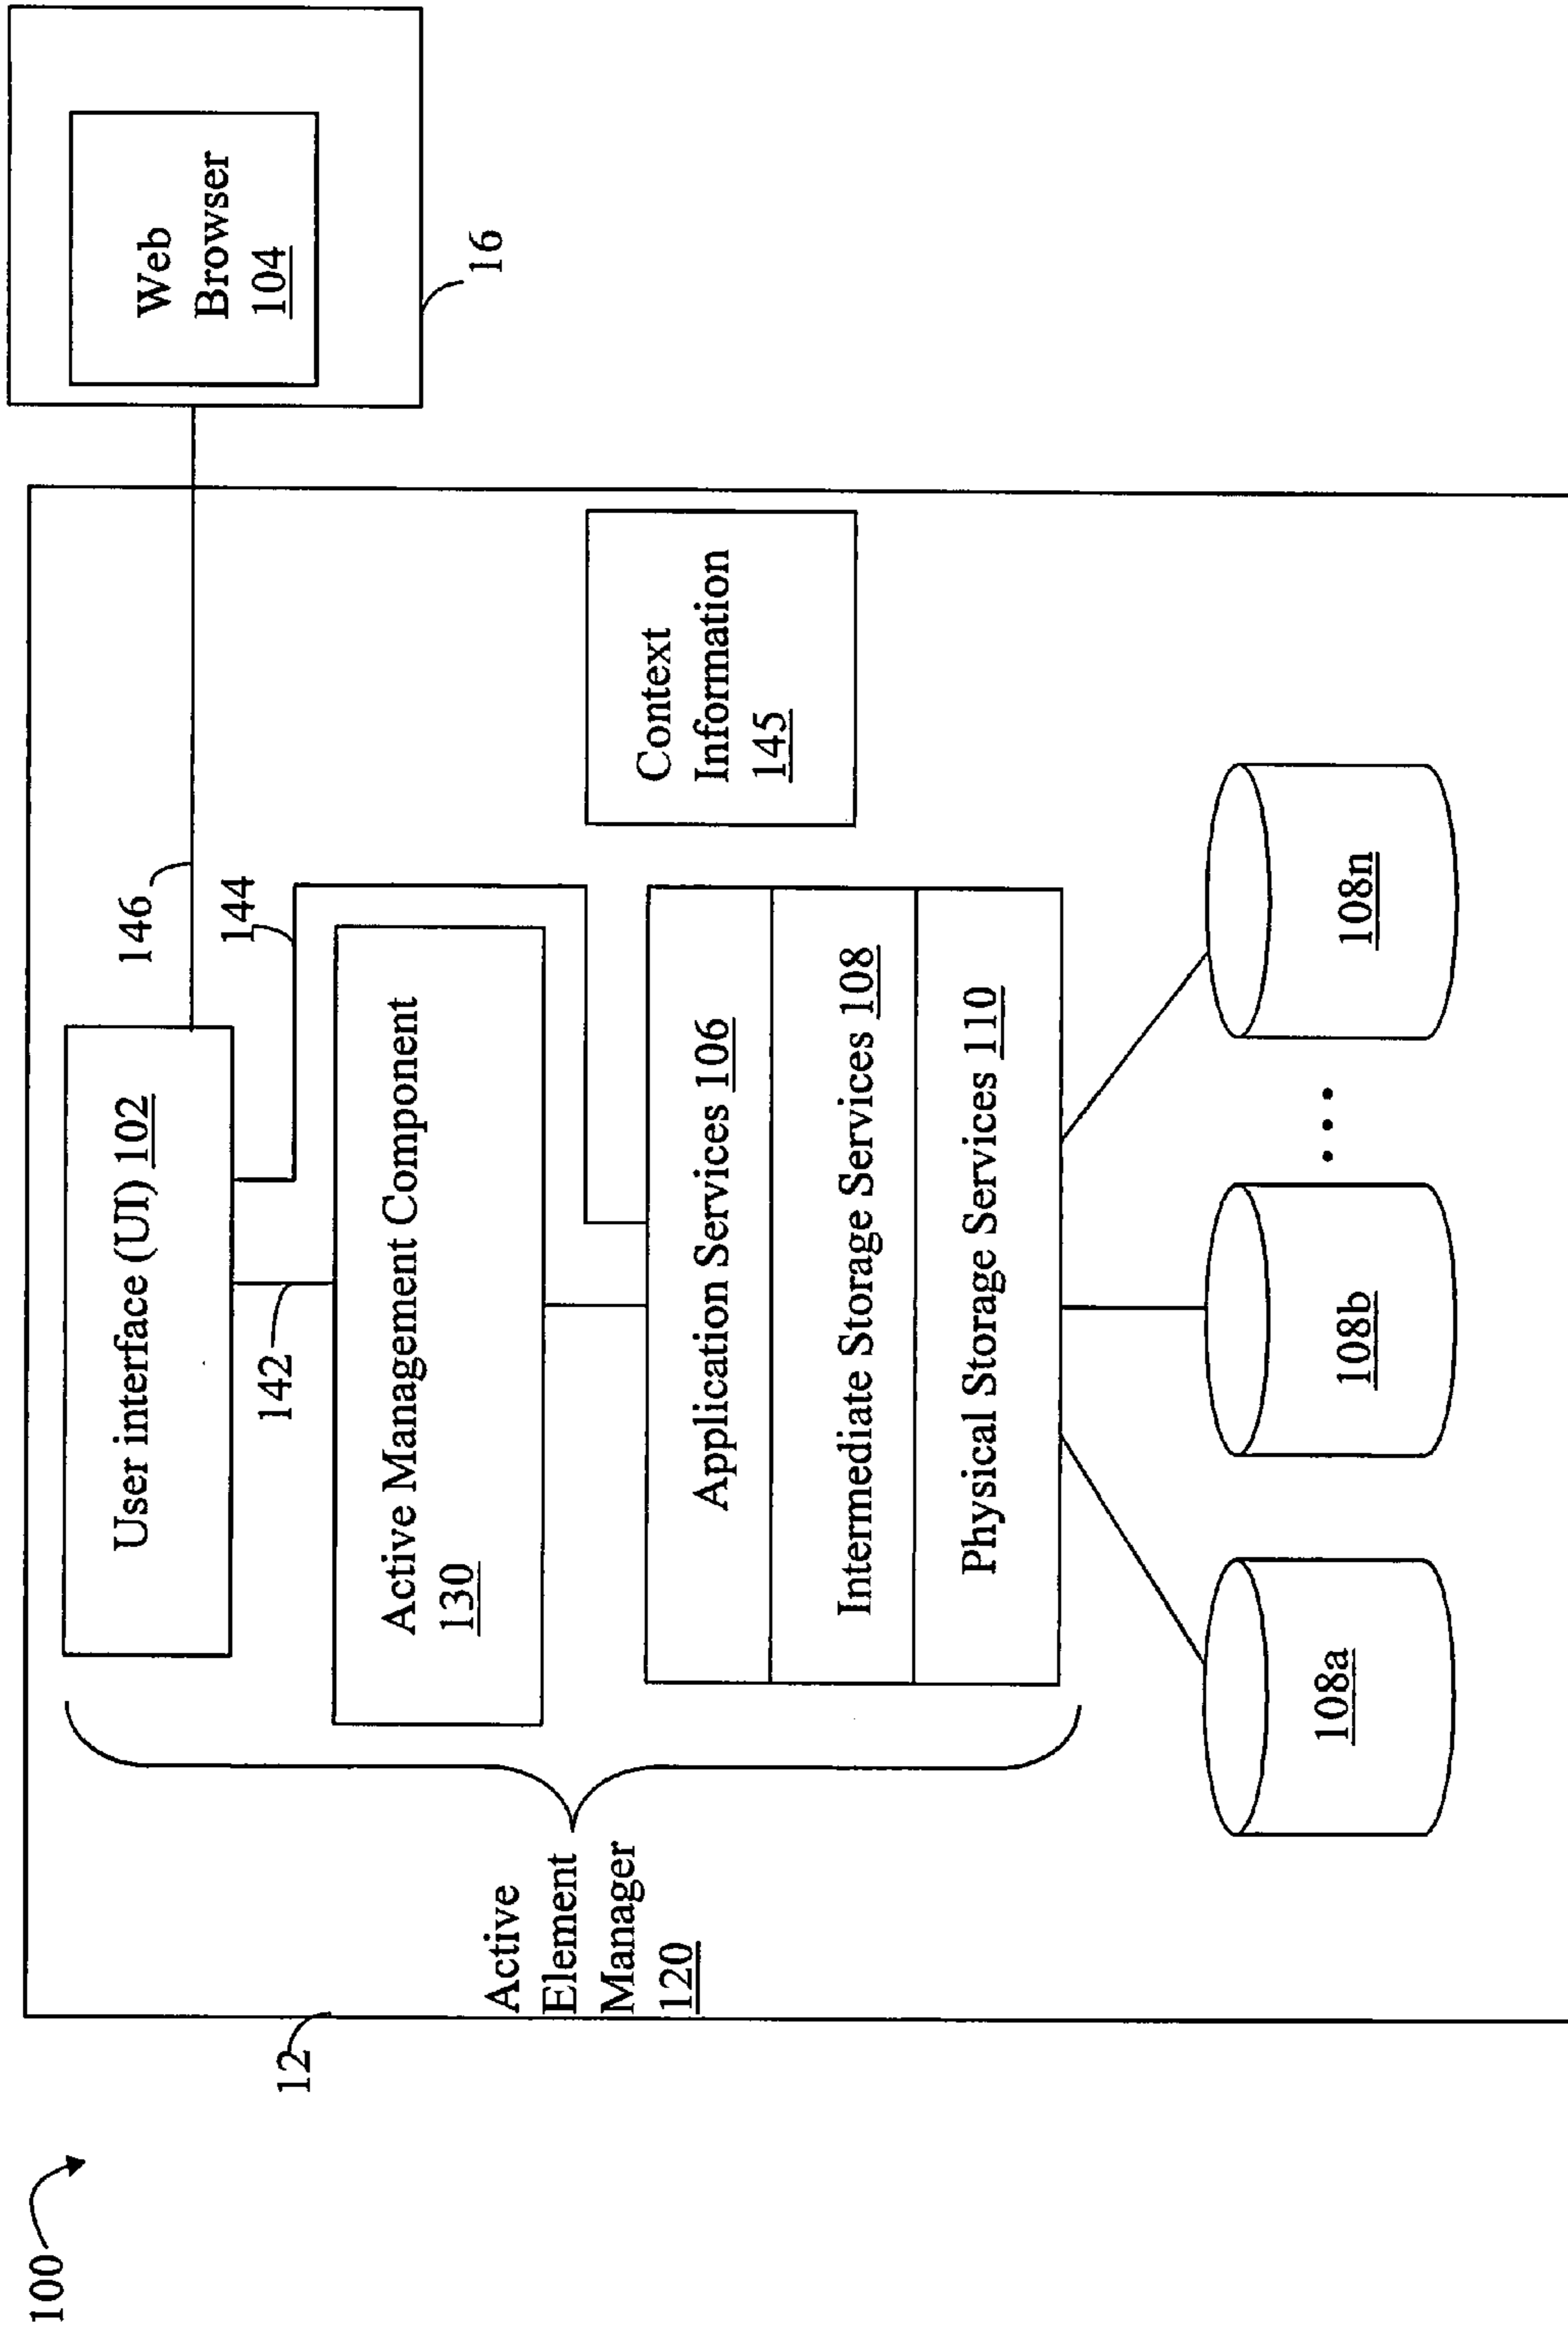 100
12
User interface (UI) 102
146
Web
Browser
104
16
142
144
Active Management Component
130
Active
Element
Manager
120
Context
Information
145
Application Services 106
Intermediate Storage Services 108
Physical Storage Services 110
108a
108b
...
108n